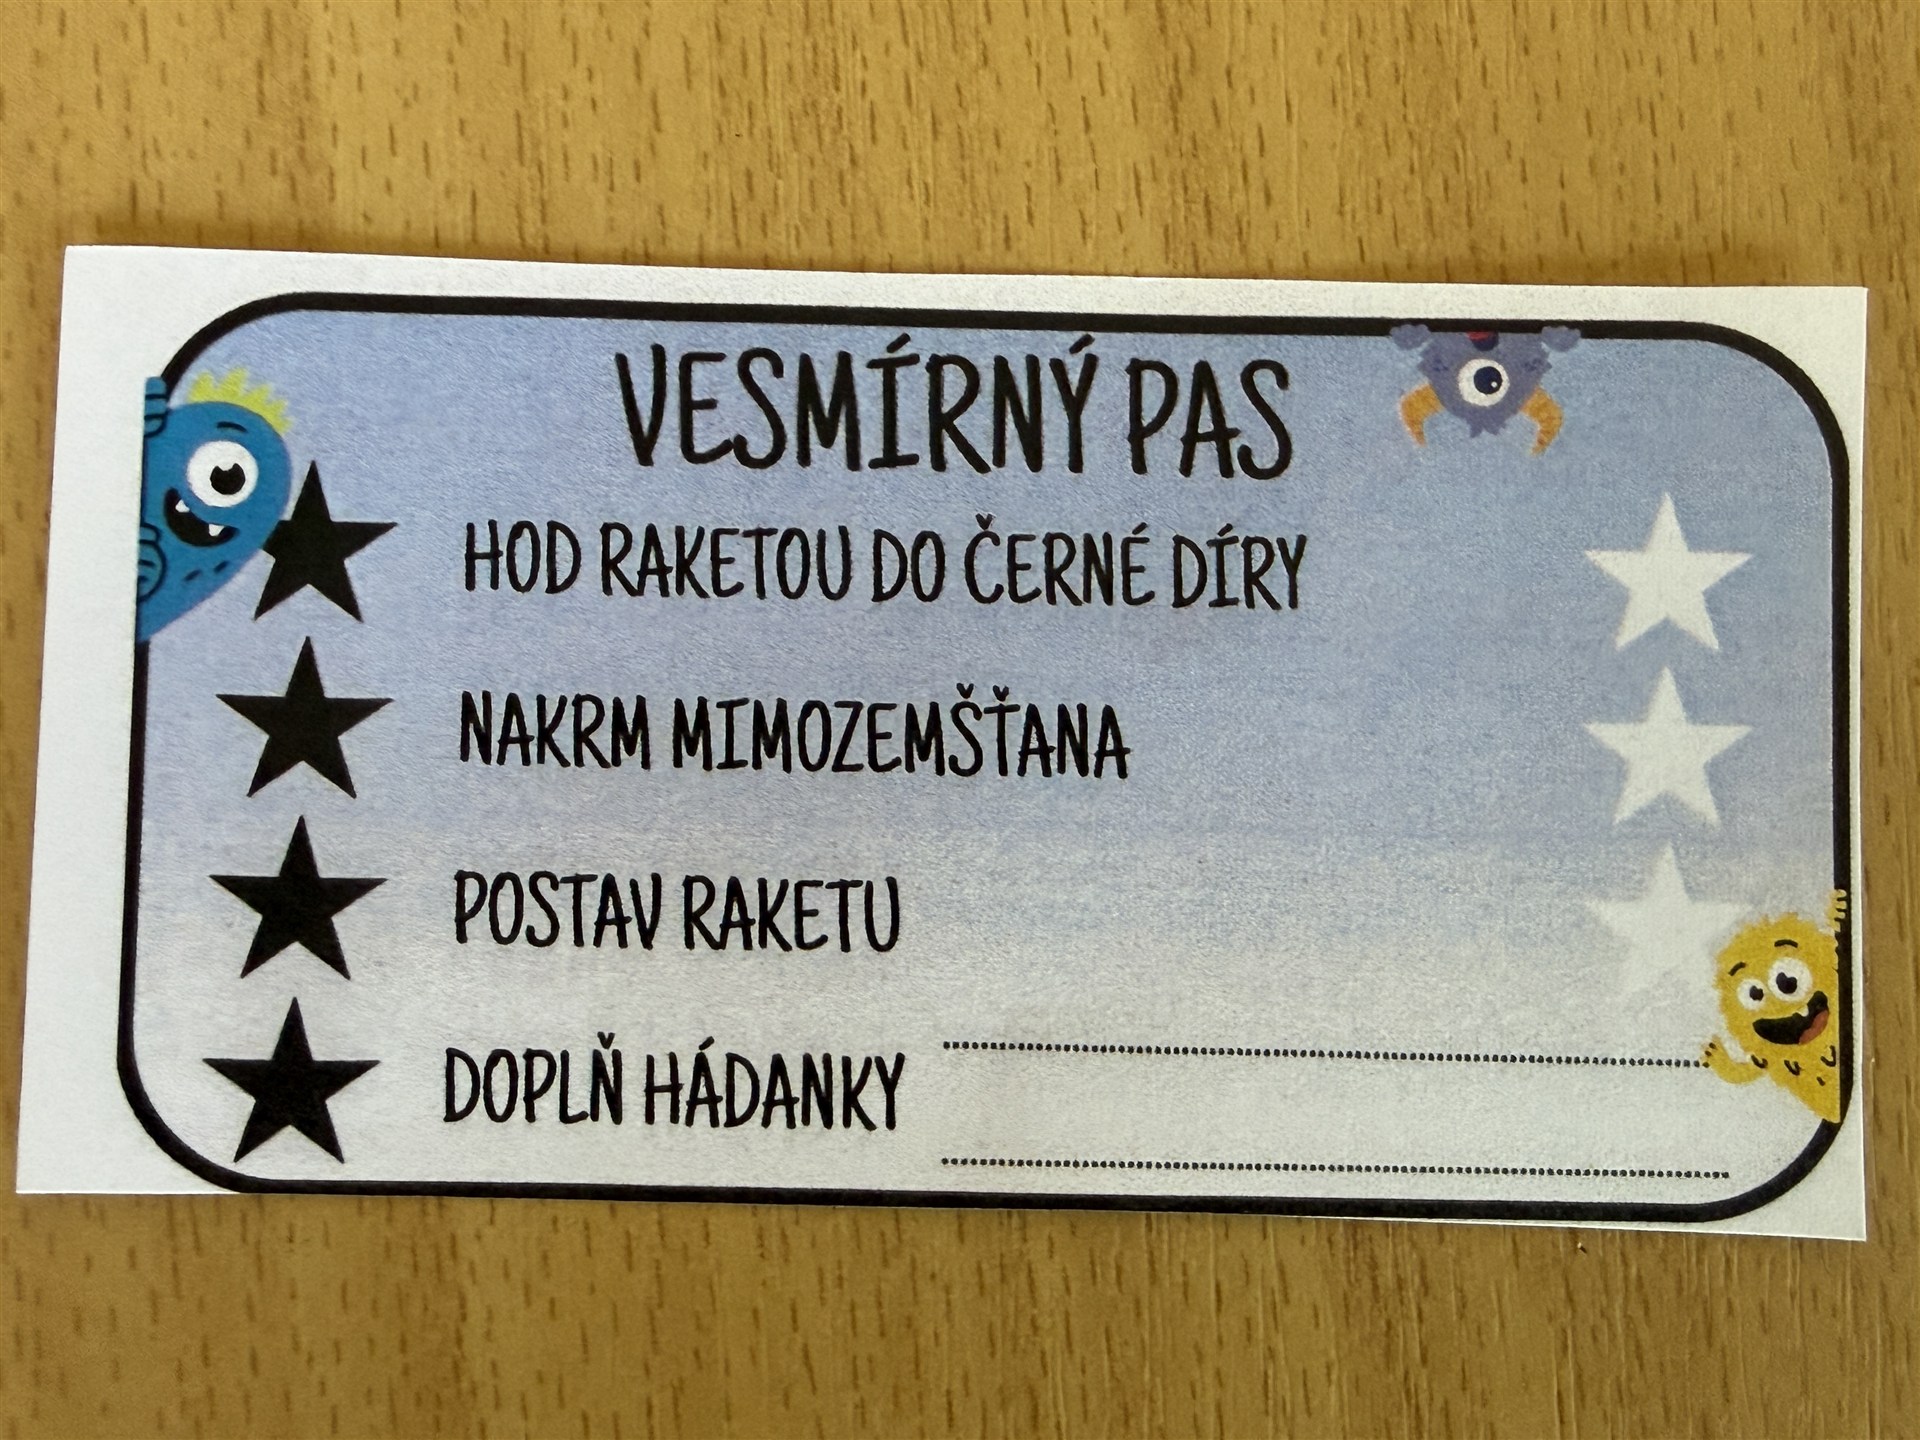 VESMÍRNÝ PAS
HOD RAKETOU DO ČERNÉ DÍRY
NAKRM MIMOZEMŠŤANA
POSTAV RAKETU
DOPLŇ HÁDANKY